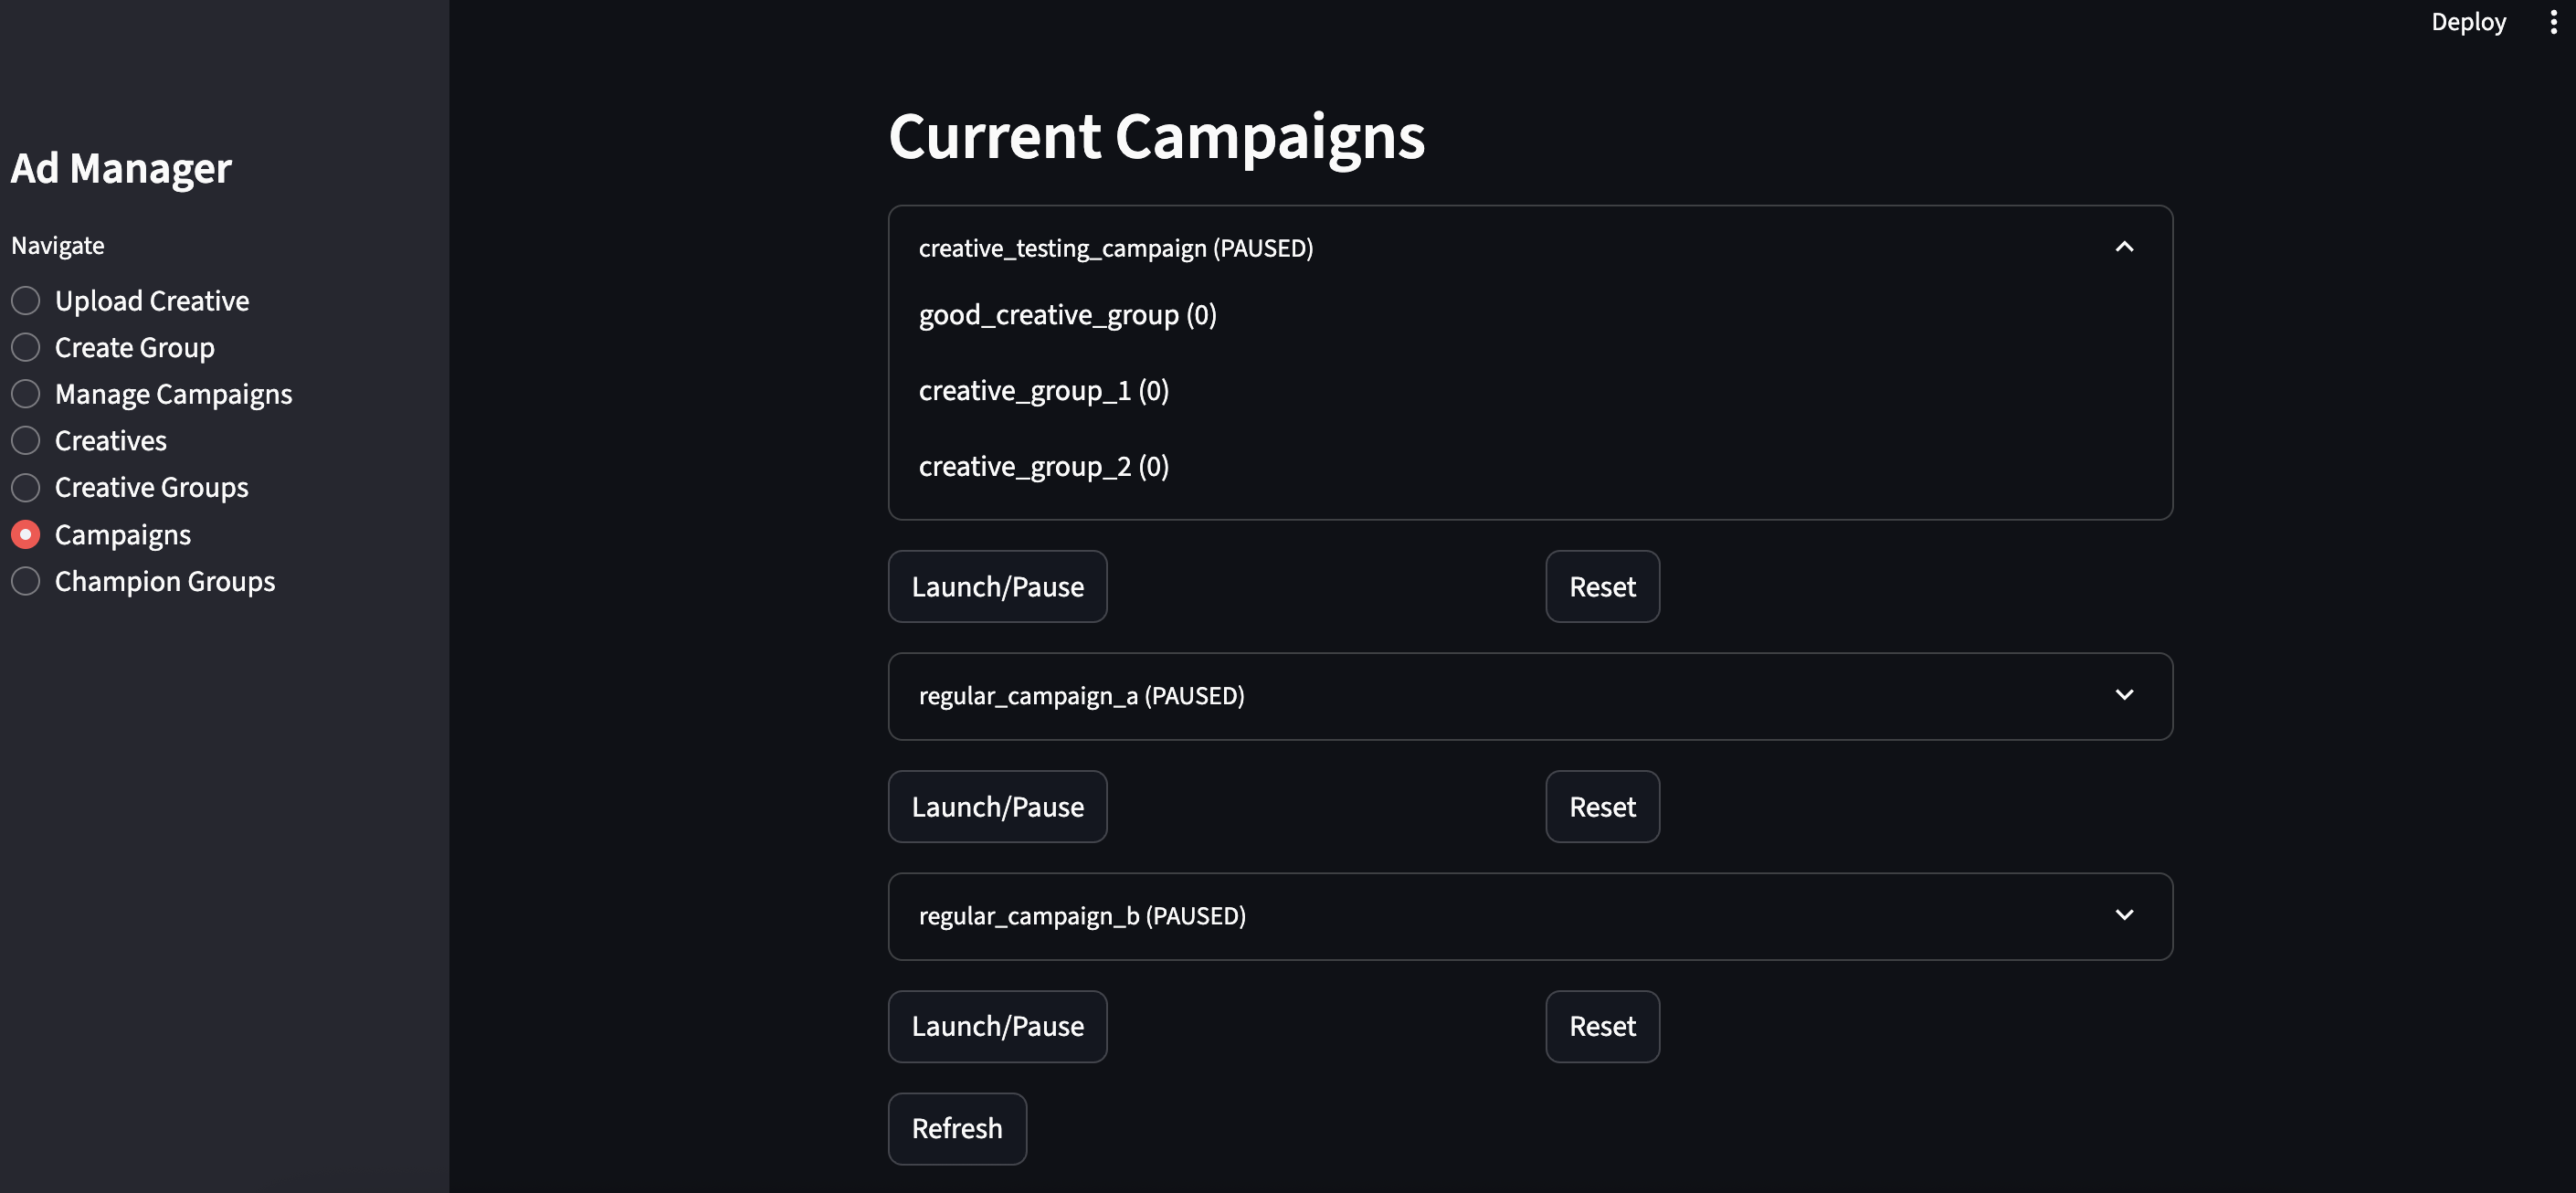 Deploy
Ad Manager
Navigate
Upload Creative
Create Group
Manage Campaigns
Creatives
Creative Groups
Campaigns
Champion Groups
Current Campaigns
creative_testing_campaign (PAUSED)
good_creative_group (0)
creative_group_1 (0)
creative_group_2 (0)
Launch/Pause
Reset
regular_campaign_a (PAUSED)
Launch/Pause
Reset
regular_campaign_b (PAUSED)
Launch/Pause
Reset
Refresh